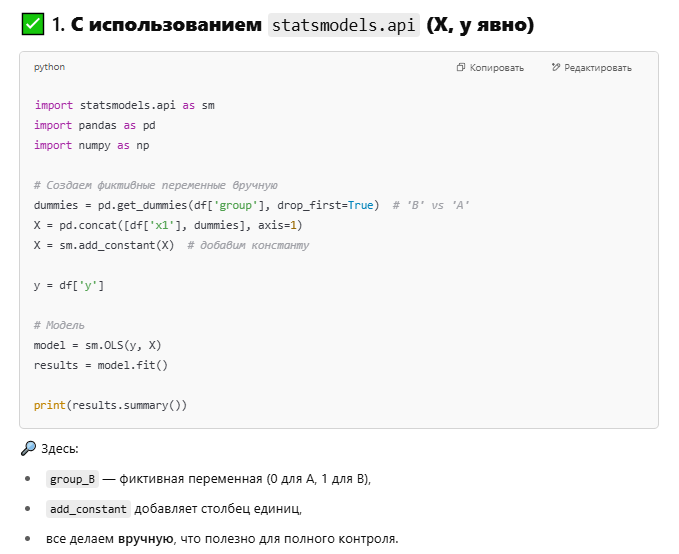 ✅ 1. С использованием statsmodels.api (X, y явно)
python Копировать Редактировать
import statsmodels.api as sm
import pandas as pd
import numpy as np
# Создаем фиктивные переменные вручную
dummies = pd.get_dummies(df['group'], drop_first=True)  # 'B' vs 'A'
X = pd.concat([df['x1'], dummies], axis=1)
X = sm.add_constant(X)  # добавим константу
y = df['y']
# Модель
model = sm.OLS(y, X)
results = model.fit()
print(results.summary())
🔎 Здесь:
• group_B — фиктивная переменная (0 для A, 1 для B),
• add_constant добавляет столбец единиц,
• все делаем вручную, что полезно для полного контроля.